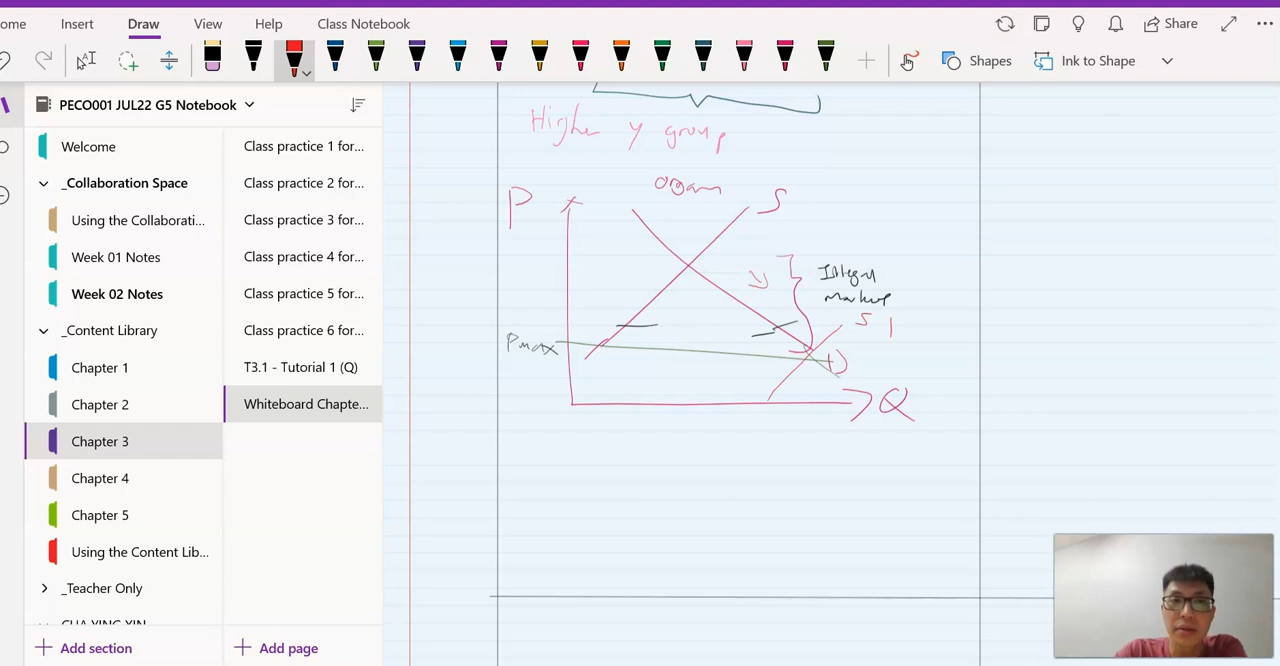 ome Insert Draw View Help Class Notebook Share
Shapes Ink to Shape
PECO001 JUL22 G5 Notebook
Welcome
_Collaboration Space
Using the Collaborati...
Week 01 Notes
Week 02 Notes
_Content Library
Chapter 1
Chapter 2
Chapter 3
Chapter 4
Chapter 5
Using the Content Lib...
_Teacher Only
CHA YING XIN
Add section
Class practice 1 for...
Class practice 2 for...
Class practice 3 for...
Class practice 4 for...
Class practice 5 for...
Class practice 6 for...
T3.1 - Tutorial 1 (Q)
Whiteboard Chapte...
Add page
Higher Y group
organ
P
S
S1
Pmax
D
Q